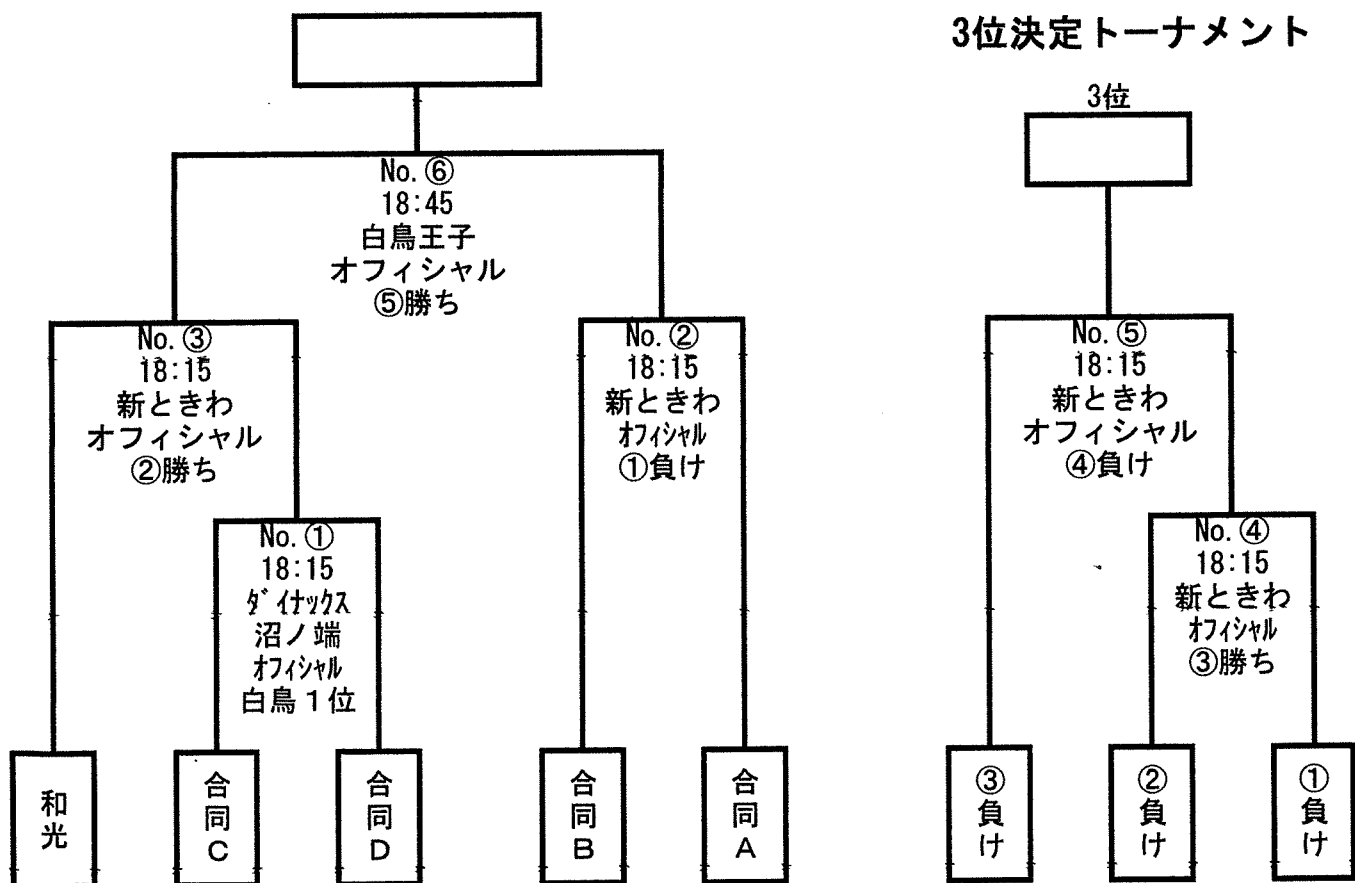 3位決定トーナメント
3位
No. ⑥
18:45
白鳥王子
オフィシャル
⑤勝ち
No. ③
18:15
新ときわ
オフィシャル
②勝ち
No. ②
18:15
新ときわ
オフィシャル
①負け
No. ⑤
18:15
新ときわ
オフィシャル
④負け
No. ①
18:15
ダイナックス
沼ノ端
オフィシャル
白鳥1位
No. ④
18:15
新ときわ
オフィシャル
③勝ち
和光
合同C
合同D
合同B
合同A
③負け
②負け
①負け